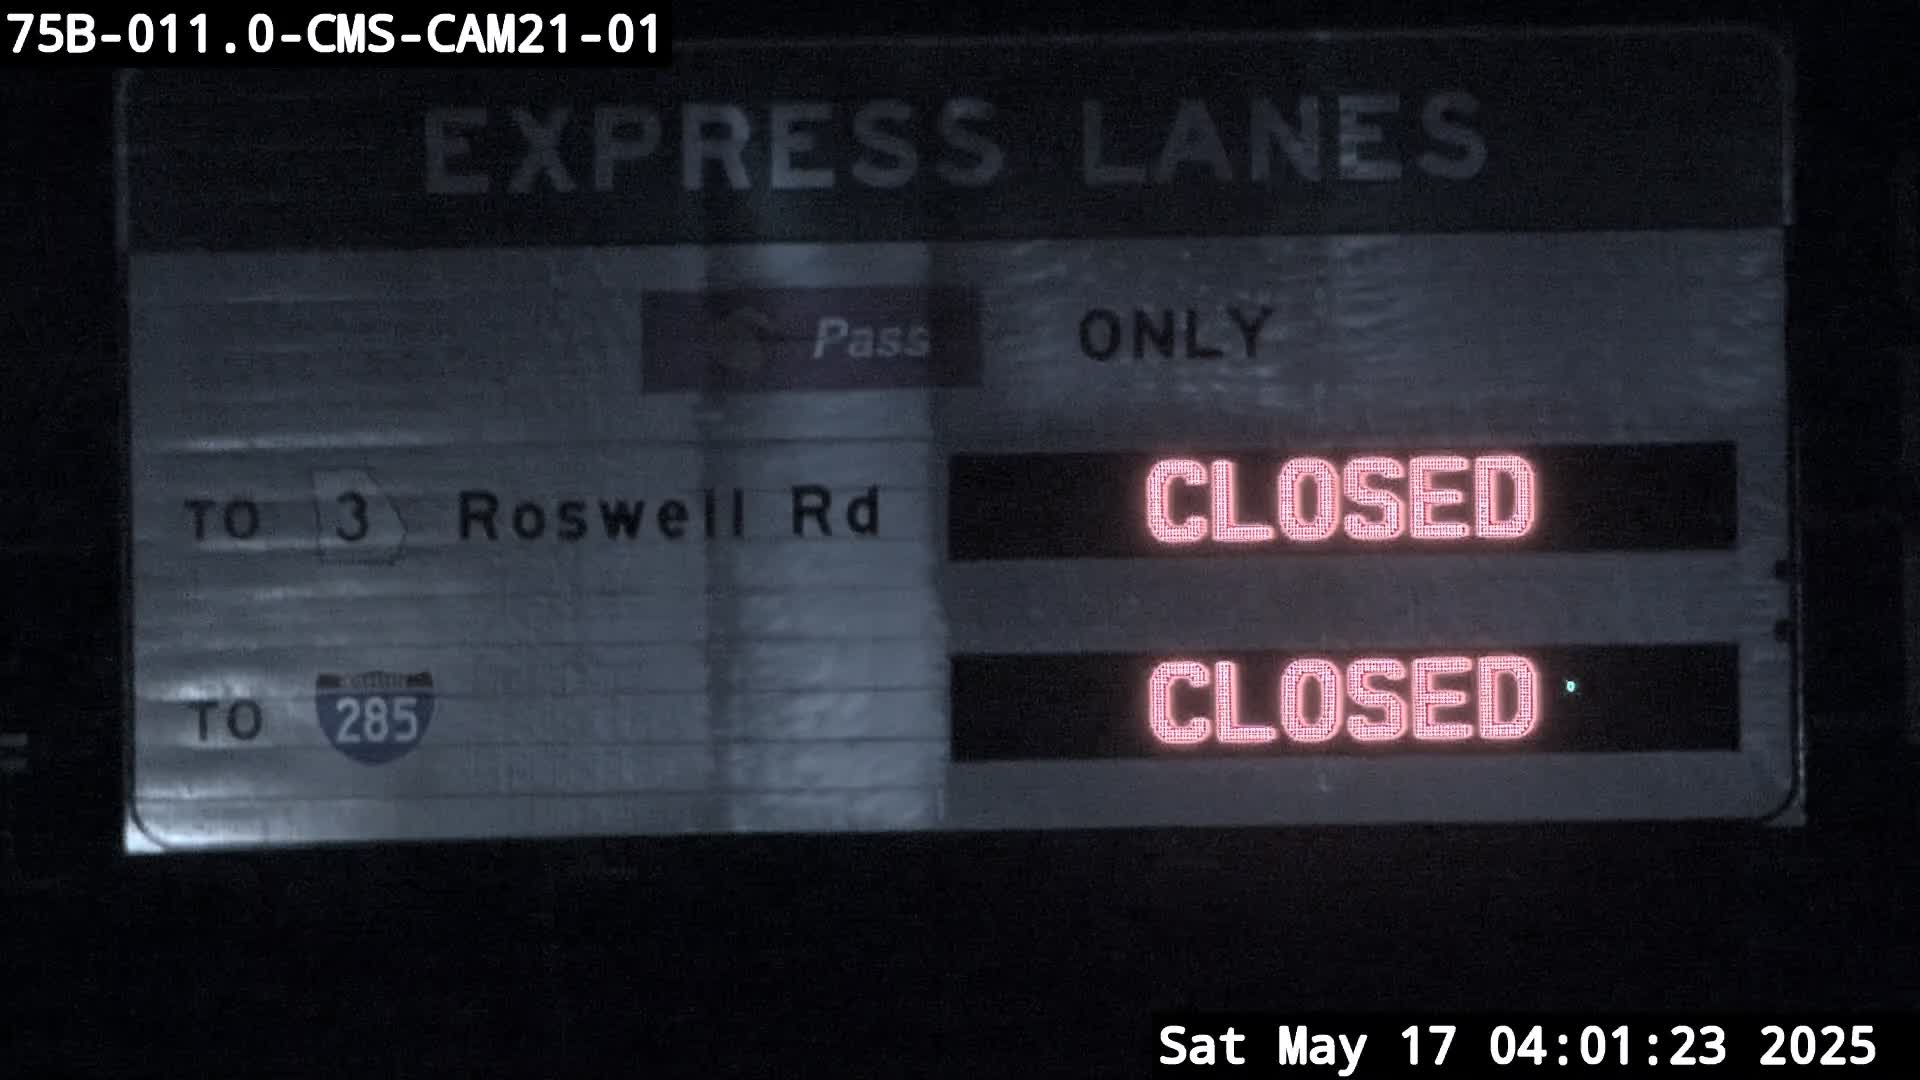 75B-011.0-CMS-CAM21-01
EXPRESS LANES
Pass ONLY
TO 3 Roswell Rd CLOSED
TO 285 CLOSED
Sat May 17 04:01:23 2025